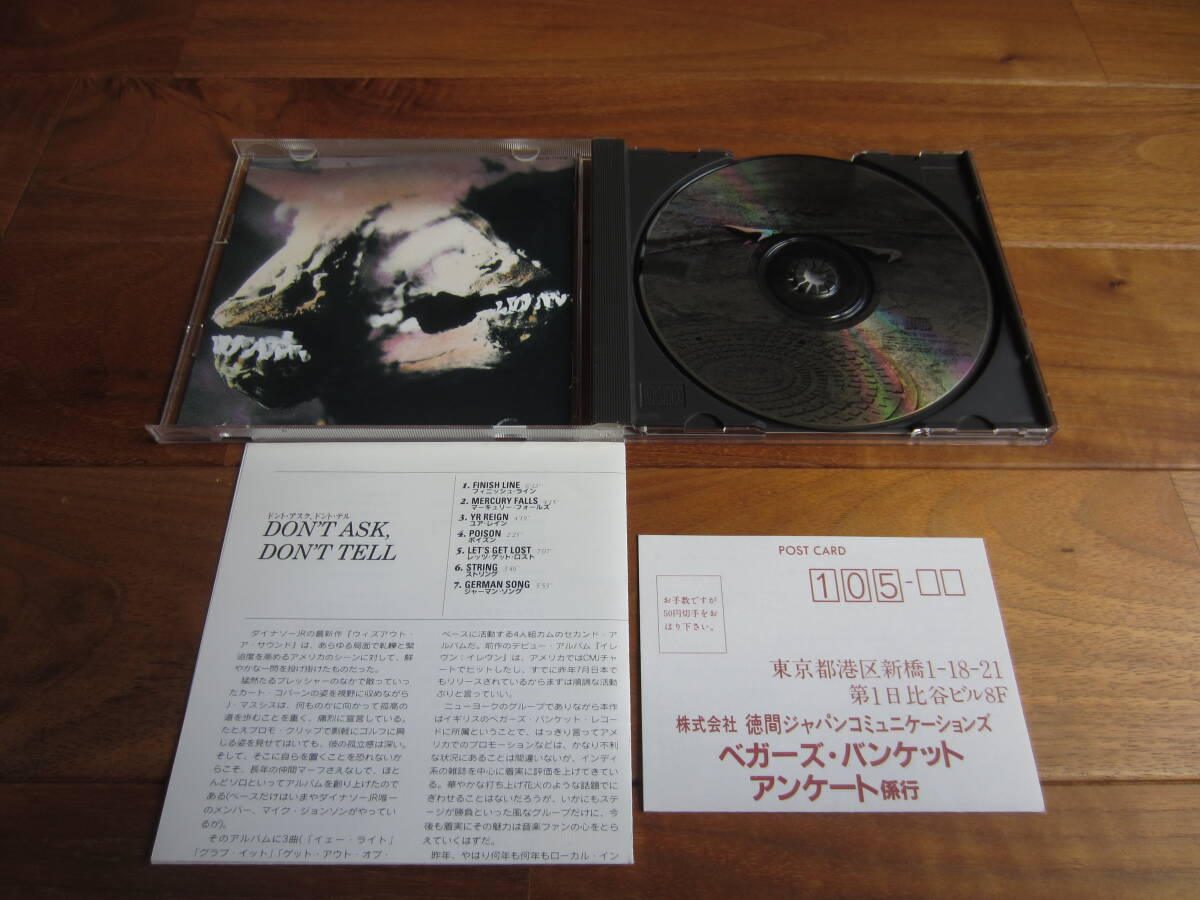 ドント・アスク、ドント・テル
DON'T ASK,
DON'T TELL
1. FINISH LINE
フィニッシュ・ライン
2. MERCURY FALLS
マーキュリー・フォールズ
3. YR REIGN 4'19"
ユア・レイン
4. POISON 2'25"
ポイズン
5. LET'S GET LOST 7'07"
レッツ・ゲット・ロスト
6. STRING 3'46"
ストリング
7. GERMAN SONG 5'53"
ジャーマン・ソング
ダイナソーJRの最新作『ウィズアウト・
ア・サウンド』は、あらゆる局面で軋轢と緊
迫度を高めるアメリカのシーンに対して、鮮
やかな一閃を投げ掛けたものだった。
猛然たるプレッシャーのなかで散っていっ
たカート・コバーンの姿を視野に収めながら
J・マスシスは、何ものかに向かって孤高の
道を歩むことを重く、痛烈に宣言している。
たとえプロモ・クリップで剽軽にゴルフに興
じる姿を見せてはいても、彼の孤立感は深い。
そして、そこに自らを置くことを恐れないか
らこそ、長年の仲間マーフさえなしで、ほと
んどソロといってアルバムを創り上げたので
ある(ベースだけはいまやダイナソーJR唯一
のメンバー、マイク・ジョンソンがやってい
るが)。
そのアルバムに3曲(「イェー・ライト」
「グラブ・イット」「ゲット・アウト・オブ・
ベースに活動する4人組カムのセカンド・ア
ルバムだ。前作のデビュー・アルバム『イレ
ヴン：イレヴン』は、アメリカではCMJチャ
ートでヒットしたし、すでに昨年7月日本で
もリリースされているからまずは順調な活動
ぶりと言っていい。
ニューヨークのグループでありながら本作
はイギリスのベガーズ・バンケット・レコー
ドに所属ということで、はっきり言ってアメ
リカでのプロモーションなどは、かなり不利
な状況にあることは間違いないが、インディ
系の雑誌を中心に着実に評価を上げてきてい
る。華やかな打ち上げ花火のような話題でに
ぎわせることはないだろうが、いかにもステ
ージが勝負といった風なグループだけに、今
後も着実にその魅力は音楽ファンの心をとら
えていくはずだ。
昨年、やはり何年も何年もローカル・イン
POST CARD
105-
お手数ですが
50円切手をお
はり下さい。
東京都港区新橋1-18-21
第1日比谷ビル8F
株式会社 徳間ジャパンコミュニケーションズ
ベガーズ・バンケット
アンケート係行